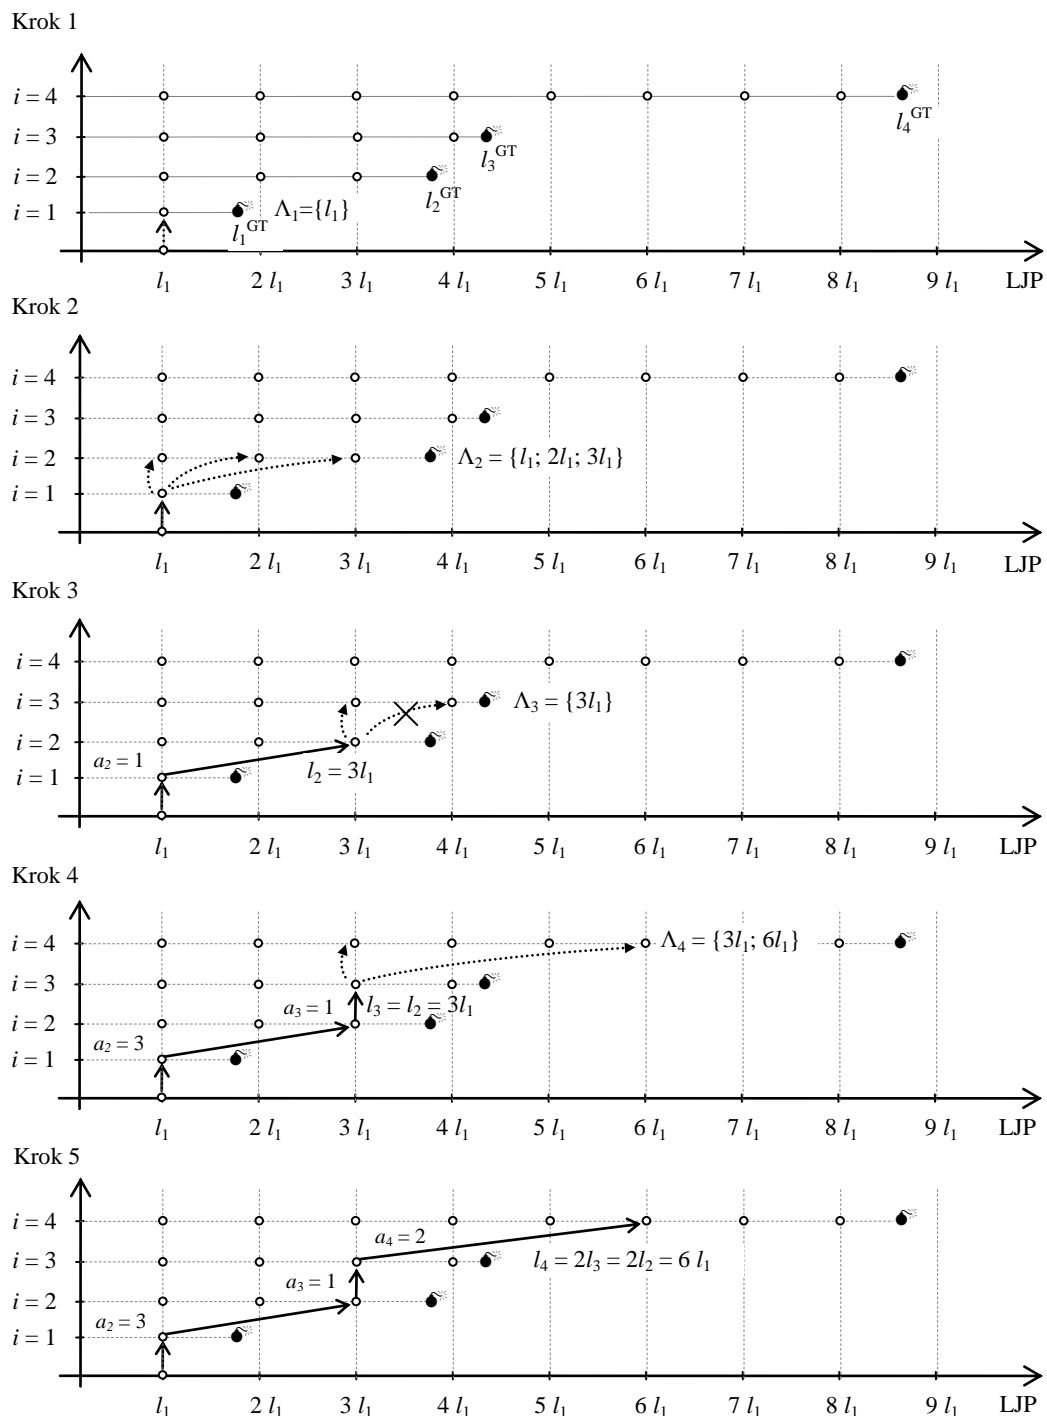 Krok 1
i = 4
l₄ᴳᵀ
i = 3
l₃ᴳᵀ
i = 2
l₂ᴳᵀ
i = 1
Λ₁={l₁}
l₁ᴳᵀ
l₁ 2 l₁ 3 l₁ 4 l₁ 5 l₁ 6 l₁ 7 l₁ 8 l₁ 9 l₁ LJP
Krok 2
i = 4
i = 3
i = 2 Λ₂ = {l₁; 2l₁; 3l₁}
i = 1
l₁ 2 l₁ 3 l₁ 4 l₁ 5 l₁ 6 l₁ 7 l₁ 8 l₁ 9 l₁ LJP
Krok 3
i = 4
i = 3 Λ₃ = {3l₁}
i = 2
a₂ = 1 l₂ = 3l₁
i = 1
l₁ 2 l₁ 3 l₁ 4 l₁ 5 l₁ 6 l₁ 7 l₁ 8 l₁ 9 l₁ LJP
Krok 4
i = 4 Λ₄ = {3l₁; 6l₁}
i = 3
a₃ = 1 l₃ = l₂ = 3l₁
i = 2
a₂ = 3
i = 1
l₁ 2 l₁ 3 l₁ 4 l₁ 5 l₁ 6 l₁ 7 l₁ 8 l₁ 9 l₁ LJP
Krok 5
i = 4
a₄ = 2
i = 3 l₄ = 2l₃ = 2l₂ = 6 l₁
a₃ = 1
i = 2
a₂ = 3
i = 1
l₁ 2 l₁ 3 l₁ 4 l₁ 5 l₁ 6 l₁ 7 l₁ 8 l₁ 9 l₁ LJP